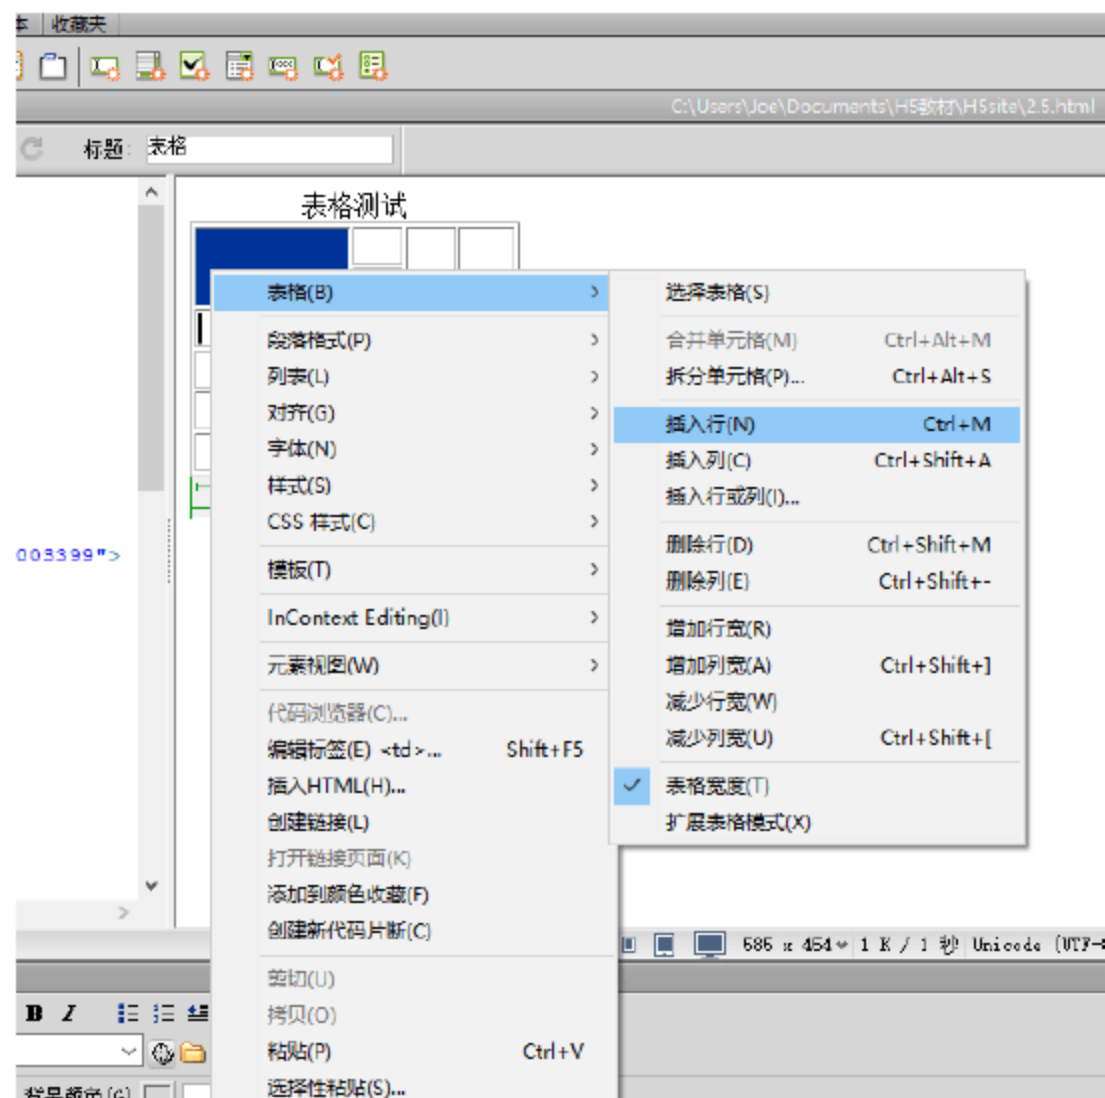 本 收藏夹
C:\Users\Joe\Documents\H5教材\H5site\2.5.html
标题: 表格
表格测试
003399">
表格(B)
段落格式(P)
列表(L)
对齐(G)
字体(N)
样式(S)
CSS 样式(C)
模板(T)
InContext Editing(I)
元素视图(W)
代码浏览器(C)...
编辑标签(E) <td>... Shift+F5
插入HTML(H)...
创建链接(L)
打开链接页面(K)
添加到颜色收藏(F)
创建新代码片断(C)
剪切(U)
拷贝(O)
粘贴(P) Ctrl+V
选择性粘贴(S)...
选择表格(S)
合并单元格(M) Ctrl+Alt+M
拆分单元格(P)... Ctrl+Alt+S
插入行(N) Ctrl+M
插入列(C) Ctrl+Shift+A
插入行或列(I)...
删除行(D) Ctrl+Shift+M
删除列(E) Ctrl+Shift+-
增加行宽(R)
增加列宽(A) Ctrl+Shift+]
减少行宽(W)
减少列宽(U) Ctrl+Shift+[
表格宽度(T)
扩展表格模式(X)
585 x 454 1 K / 1 秒 Unicode (UTF-8
B I
背景颜色(G)